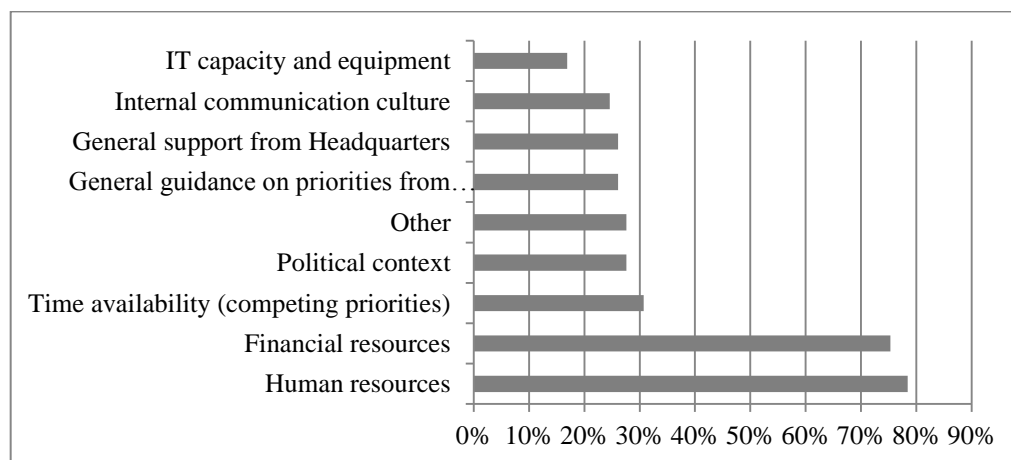 IT capacity and equipment
Internal communication culture
General support from Headquarters
General guidance on priorities from…
Other
Political context
Time availability (competing priorities)
Financial resources
Human resources
0% 10% 20% 30% 40% 50% 60% 70% 80% 90%